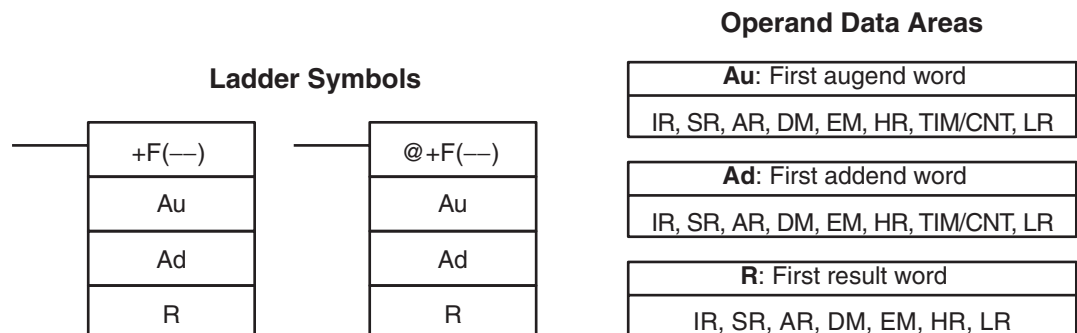 Ladder Symbols
+F(––)
Au
Ad
R
@+F(––)
Au
Ad
R
Operand Data Areas
Au: First augend word
IR, SR, AR, DM, EM, HR, TIM/CNT, LR
Ad: First addend word
IR, SR, AR, DM, EM, HR, TIM/CNT, LR
R: First result word
IR, SR, AR, DM, EM, HR, LR